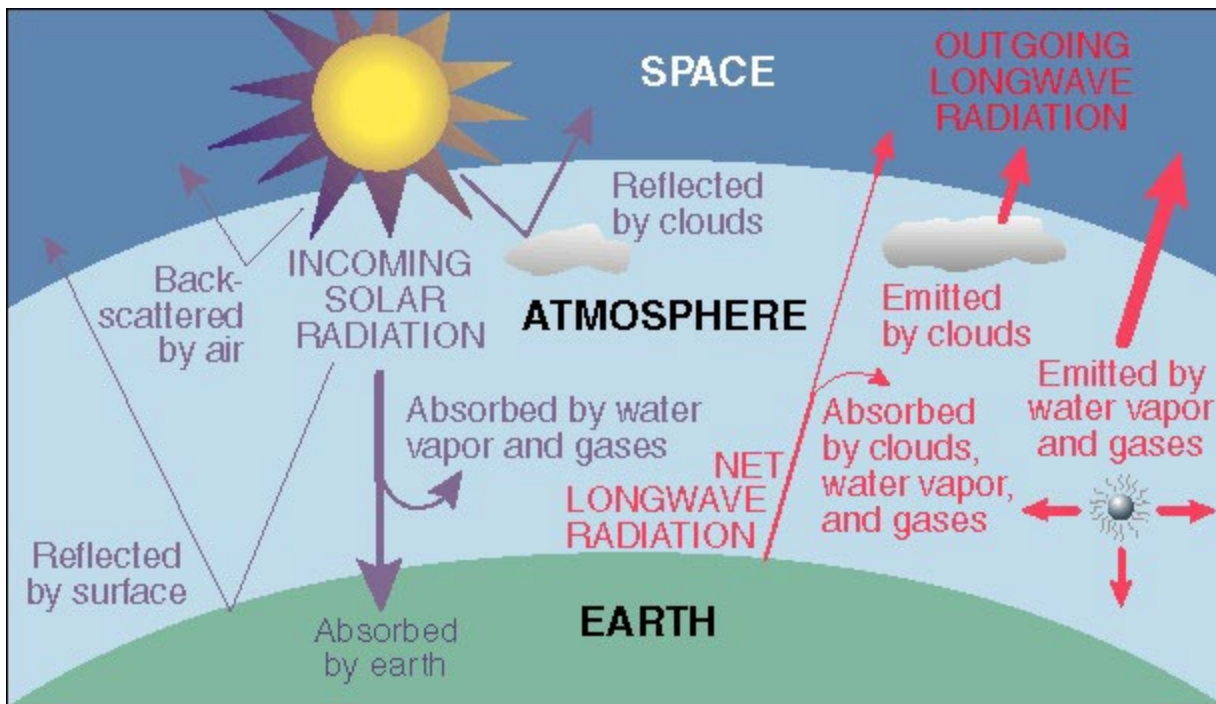 SPACE
OUTGOING
LONGWAVE
RADIATION
Reflected
by clouds
Back-
scattered
by air
INCOMING
SOLAR
RADIATION
ATMOSPHERE
Emitted
by clouds
Emitted by
water vapor
and gases
Absorbed by water
vapor and gases
Absorbed
by clouds,
water vapor,
and gases
NET
LONGWAVE
RADIATION
Reflected
by surface
Absorbed
by earth
EARTH